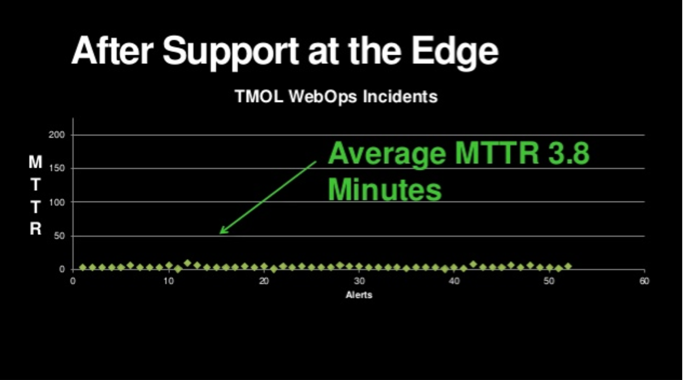 After Support at the Edge
TMOL WebOps Incidents
Average MTTR 3.8
Minutes
M
T
T
R
200
150
100
50
0
0 10 20 30 40 50 60
Alerts